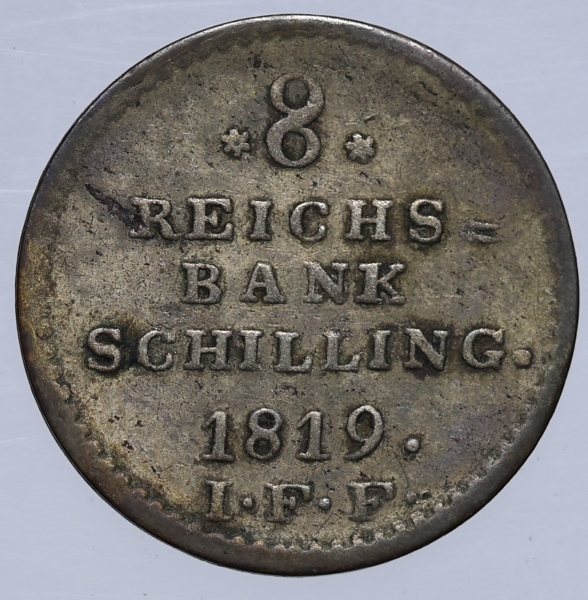 * 8 *
REICHS=
BANK
SCHILLING.
1819.
I.F.F.